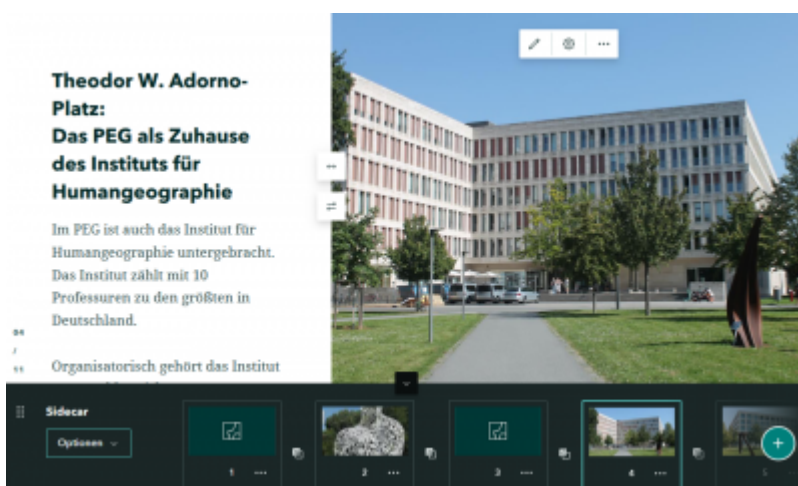 Theodor W. Adorno-
Platz:
Das PEG als Zuhause
des Instituts für
Humangeographie
Im PEG ist auch das Institut für
Humangeographie untergebracht.
Das Institut zählt mit 10
Professuren zu den größten in
Deutschland.
Organisatorisch gehört das Institut
04
/
11
Sidecar
Optionen
1
2
3
4
5